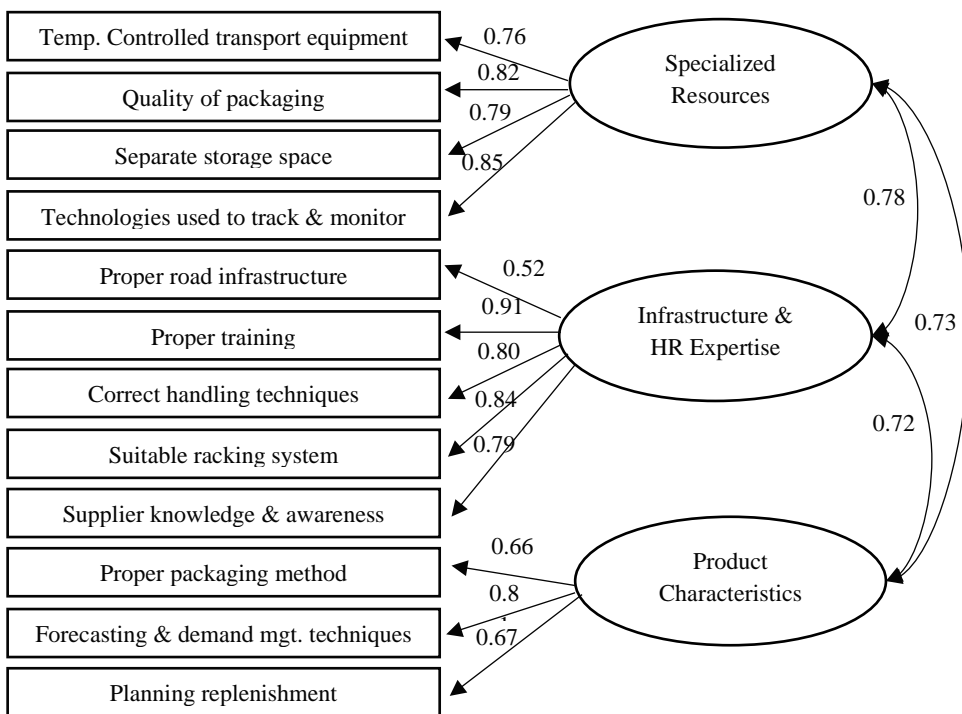 Temp. Controlled transport equipment
0.76
Specialized
Resources
Quality of packaging
0.82
Separate storage space
0.79
Technologies used to track & monitor
0.85
0.78
Proper road infrastructure
0.52
Infrastructure &
HR Expertise
Proper training
0.91
0.73
Correct handling techniques
0.80
Suitable racking system
0.84
0.72
Supplier knowledge & awareness
0.79
Proper packaging method
0.66
Product
Characteristics
Forecasting & demand mgt. techniques
0.8
Planning replenishment
0.67